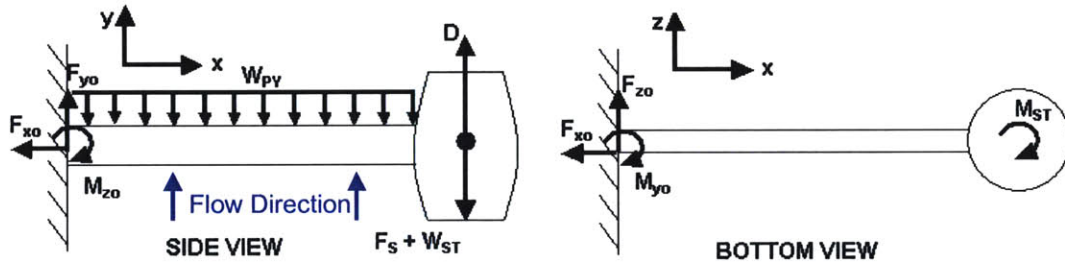 y
x
F_yo
W_PY
D
F_xo
M_zo
Flow Direction
F_S + W_ST
SIDE VIEW
z
x
F_zo
F_xo
M_yo
M_ST
BOTTOM VIEW